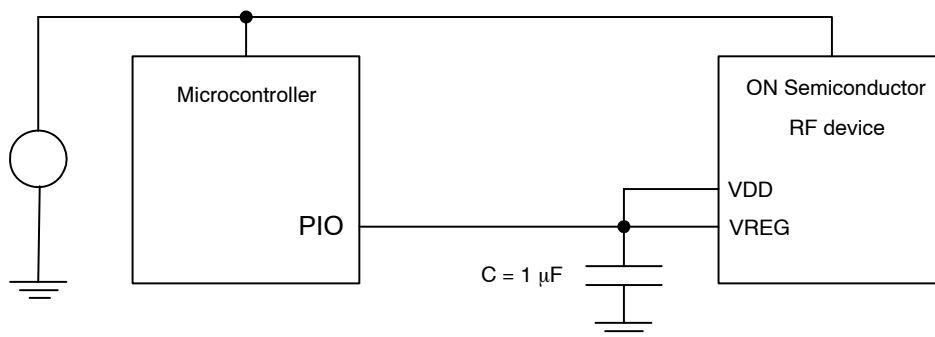 Microcontroller
ON Semiconductor
RF device
VDD
PIO
VREG
C = 1 μF